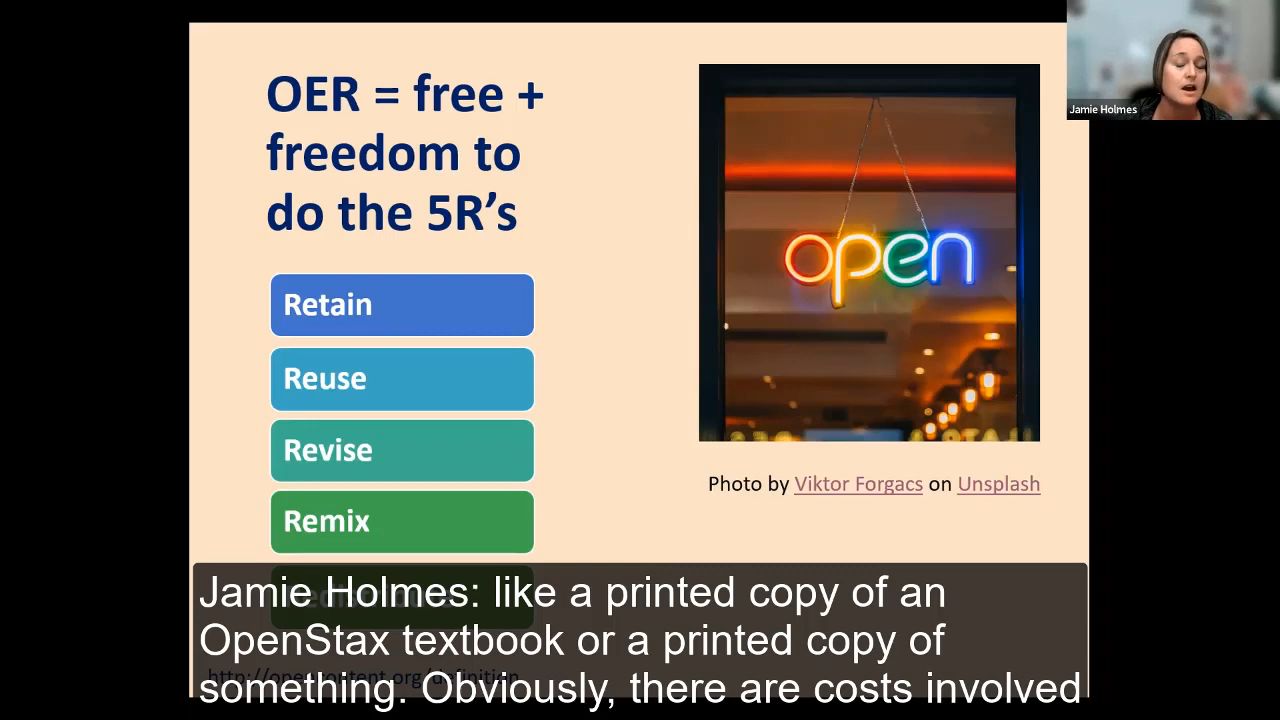 OER = free +
freedom to
do the 5R's
Retain
Reuse
Revise
Remix
open
Photo by Viktor Forgacs on Unsplash
Jamie Holmes
Jamie Holmes: like a printed copy of an
OpenStax textbook or a printed copy of
something. Obviously, there are costs involved